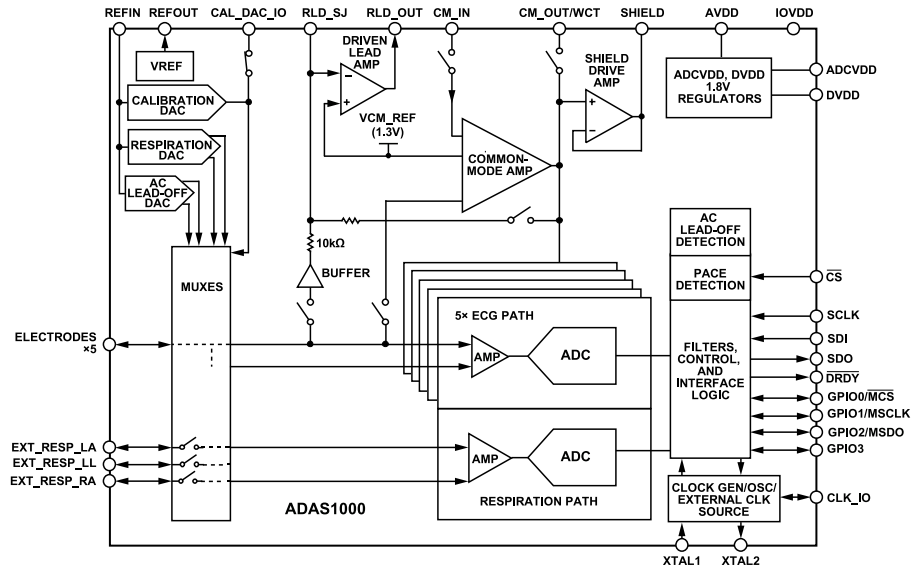 REFIN REFOUT CAL_DAC_IO RLD_SJ RLD_OUT CM_IN CM_OUT/WCT SHIELD AVDD IOVDD
DRIVEN
LEAD
AMP
VREF
SHIELD
DRIVE
AMP
ADCVDD, DVDD
1.8V
REGULATORS
ADCVDD
DVDD
CALIBRATION
DAC
VCM_REF
(1.3V)
RESPIRATION
DAC
COMMON-
MODE AMP
AC
LEAD-OFF
DAC
10kΩ
BUFFER
MUXES
AC
LEAD-OFF
DETECTION
PACE
DETECTION
CS
SCLK
SDI
SDO
DRDY
GPIO0/MCS
GPIO1/MSCLK
GPIO2/MSDO
GPIO3
FILTERS,
CONTROL,
AND
INTERFACE
LOGIC
ELECTRODES
×5
5× ECG PATH
AMP
ADC
EXT_RESP_LA
EXT_RESP_LL
EXT_RESP_RA
AMP
ADC
RESPIRATION PATH
CLOCK GEN/OSC/
EXTERNAL CLK
SOURCE
CLK_IO
ADAS1000
XTAL1 XTAL2